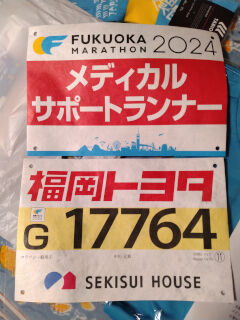 FUKUOKA
MARATHON 2024
メディカル
サポートランナー
福岡トヨタ
G 17764
SEKISUI HOUSE